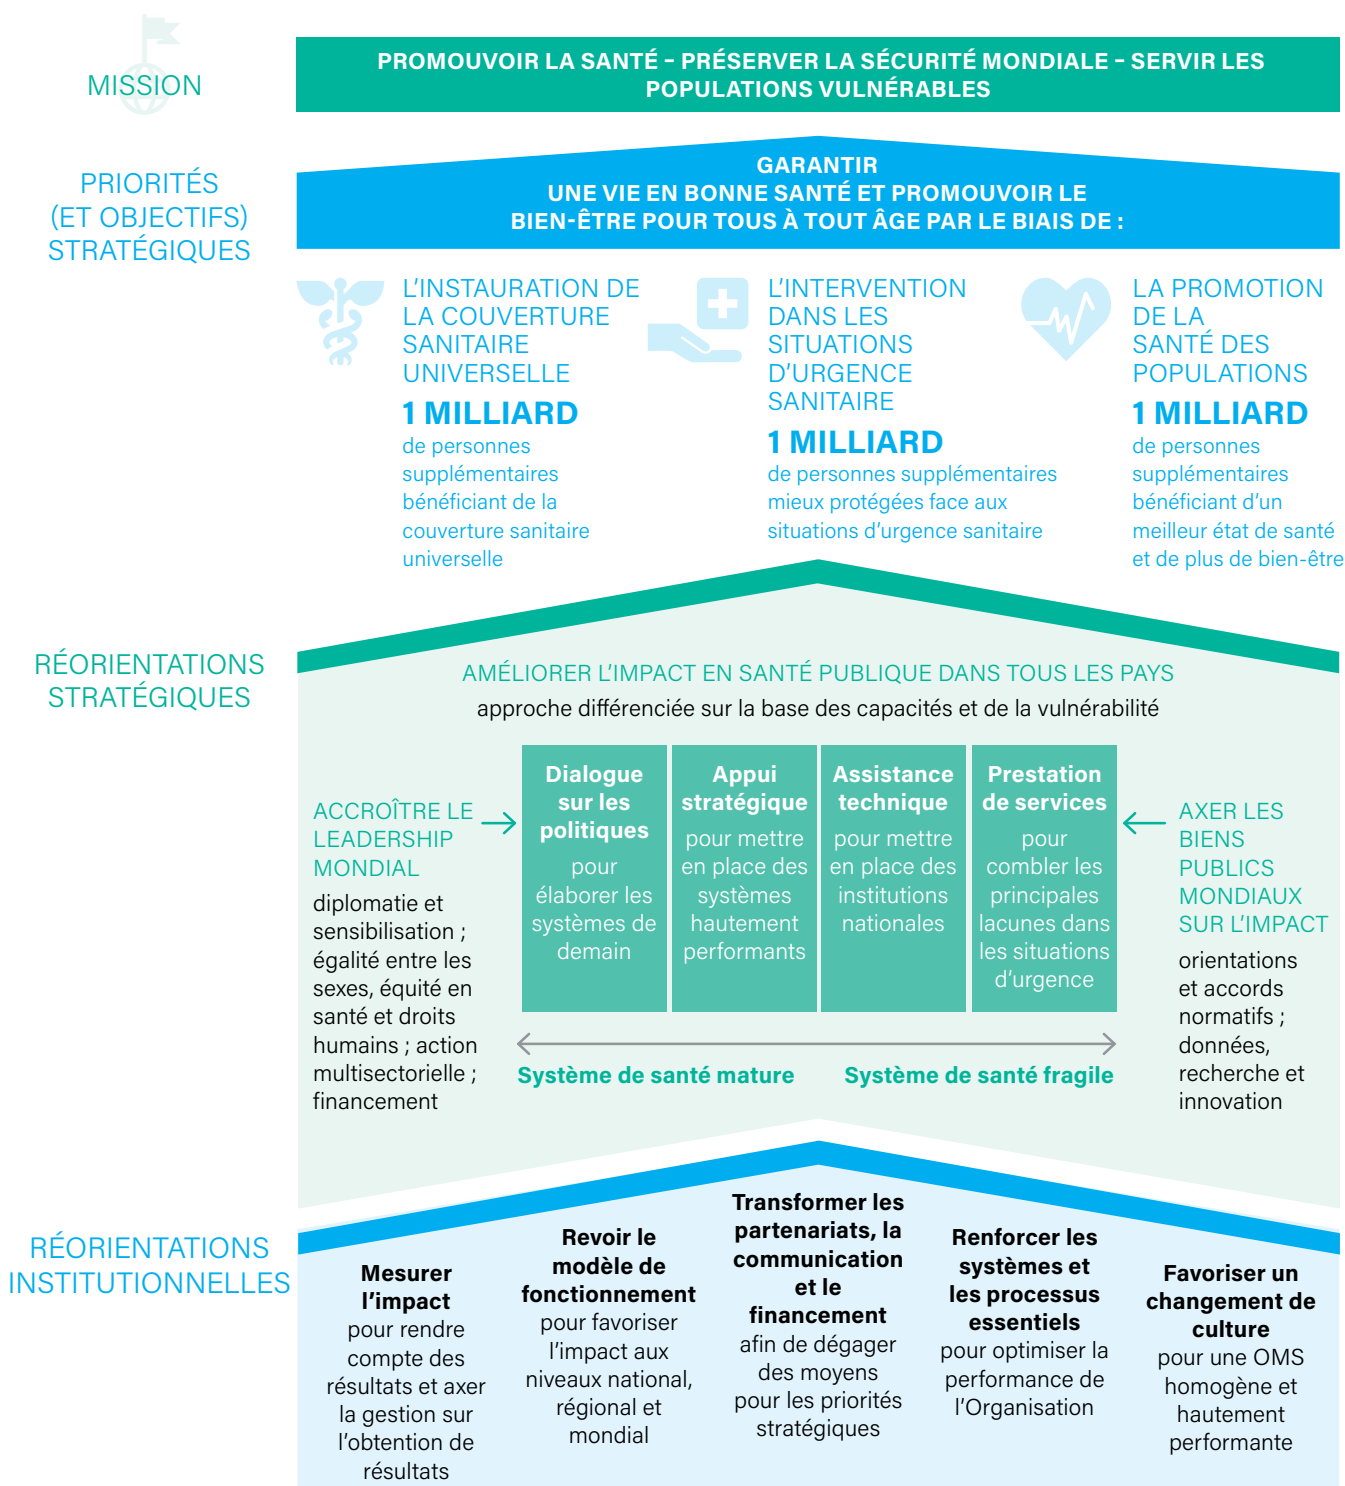 MISSION
PROMOUVOIR LA SANTÉ – PRÉSERVER LA SÉCURITÉ MONDIALE – SERVIR LES
POPULATIONS VULNÉRABLES
PRIORITÉS
(ET OBJECTIFS)
STRATÉGIQUES
GARANTIR
UNE VIE EN BONNE SANTÉ ET PROMOUVOIR LE
BIEN-ÊTRE POUR TOUS À TOUT ÂGE PAR LE BIAIS DE :
L’INSTAURATION DE
LA COUVERTURE
SANITAIRE
UNIVERSELLE
1 MILLIARD
de personnes
supplémentaires
bénéficiant de la
couverture sanitaire
universelle
L’INTERVENTION
DANS LES
SITUATIONS
D’URGENCE
SANITAIRE
1 MILLIARD
de personnes supplémentaires
mieux protégées face aux
situations d’urgence sanitaire
LA PROMOTION
DE LA
SANTÉ DES
POPULATIONS
1 MILLIARD
de personnes
supplémentaires
bénéficiant d’un
meilleur état de santé
et de plus de bien-être
RÉORIENTATIONS
STRATÉGIQUES
AMÉLIORER L’IMPACT EN SANTÉ PUBLIQUE DANS TOUS LES PAYS
approche différenciée sur la base des capacités et de la vulnérabilité
ACCROÎTRE LE
LEADERSHIP
MONDIAL
diplomatie et
sensibilisation ;
égalité entre les
sexes, équité en
santé et droits
humains ; action
multisectorielle ;
financement
Dialogue
sur les
politiques
pour
élaborer les
systèmes de
demain
Appui
stratégique
pour mettre
en place des
systèmes
hautement
performants
Assistance
technique
pour mettre
en place des
institutions
nationales
Prestation
de services
pour
combler les
principales
lacunes dans
les situations
d’urgence
AXER LES
BIENS
PUBLICS
MONDIAUX
SUR L’IMPACT
orientations
et accords
normatifs ;
données,
recherche et
innovation
Système de santé mature
Système de santé fragile
RÉORIENTATIONS
INSTITUTIONNELLES
Mesurer
l’impact
pour rendre
compte des
résultats et axer
la gestion sur
l’obtention de
résultats
Revoir le
modèle de
fonctionnement
pour favoriser
l’impact aux
niveaux national,
régional et
mondial
Transformer les
partenariats, la
communication
et le
financement
afin de dégager
des moyens
pour les priorités
stratégiques
Renforcer les
systèmes et
les processus
essentiels
pour optimiser la
performance de
l’Organisation
Favoriser un
changement de
culture
pour une OMS
homogène et
hautement
performante